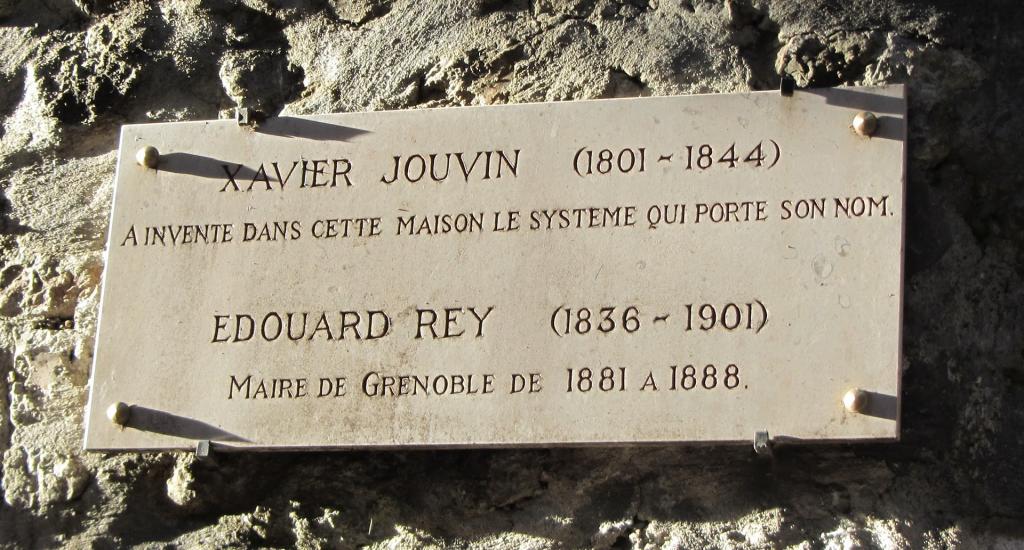 XAVIER JOUVIN (1801 ~ 1844)
A INVENTE DANS CETTE MAISON LE SYSTEME QUI PORTE SON NOM.
EDOUARD REY (1836 ~ 1901)
MAIRE DE GRENOBLE DE 1881 A 1888.